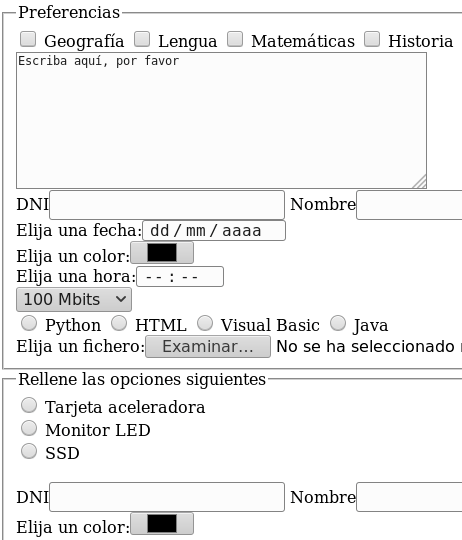 Preferencias
Geografía Lengua Matemáticas Historia
Escriba aquí, por favor
DNI Nombre
Elija una fecha: dd/mm/aaaa
Elija un color:
Elija una hora: --:--
100 Mbits
Python HTML Visual Basic Java
Elija un fichero: Examinar... No se ha seleccionado
Rellene las opciones siguientes
Tarjeta aceleradora
Monitor LED
SSD
DNI Nombre
Elija un color: